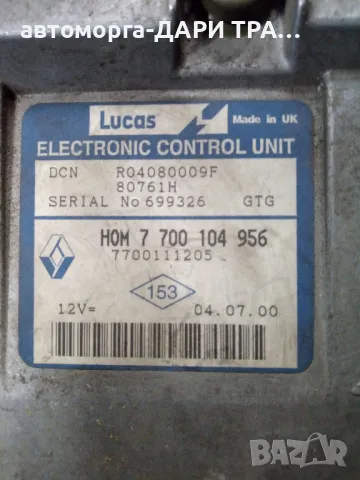 автоморга-ДАРИ ТРА...
Lucas Made in UK
ELECTRONIC CONTROL UNIT
DCN R04080009F
80761H
SERIAL No 699326 GTG
HOM 7 700 104 956
7700111205
153
12V= 04.07.00
BAZAR
bg